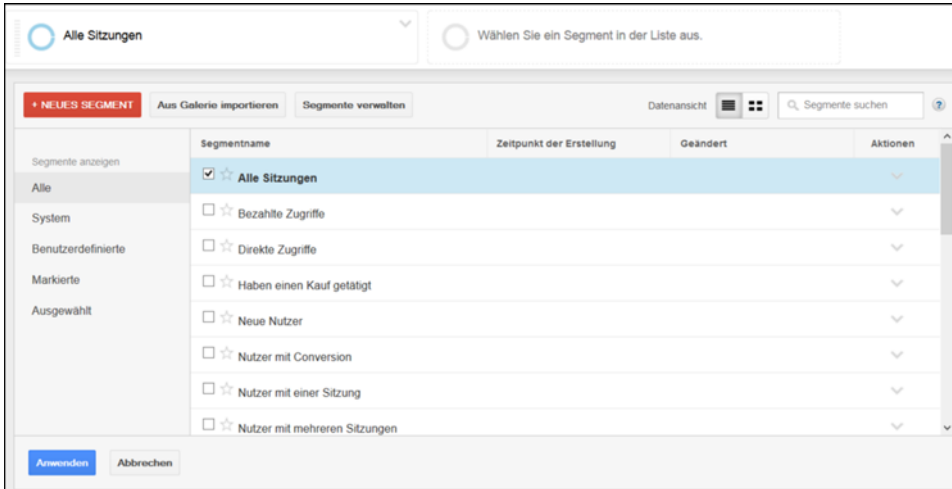 Alle Sitzungen
Wählen Sie ein Segment in der Liste aus.
+ NEUES SEGMENT
Aus Galerie importieren
Segmente verwalten
Datenansicht
Segmente suchen
?
Segmente anzeigen
Alle
System
Benutzerdefinierte
Markierte
Ausgewählt
Segmentname Zeitpunkt der Erstellung Geändert Aktionen
Alle Sitzungen
Bezahlte Zugriffe
Direkte Zugriffe
Haben einen Kauf getätigt
Neue Nutzer
Nutzer mit Conversion
Nutzer mit einer Sitzung
Nutzer mit mehreren Sitzungen
Anwenden
Abbrechen